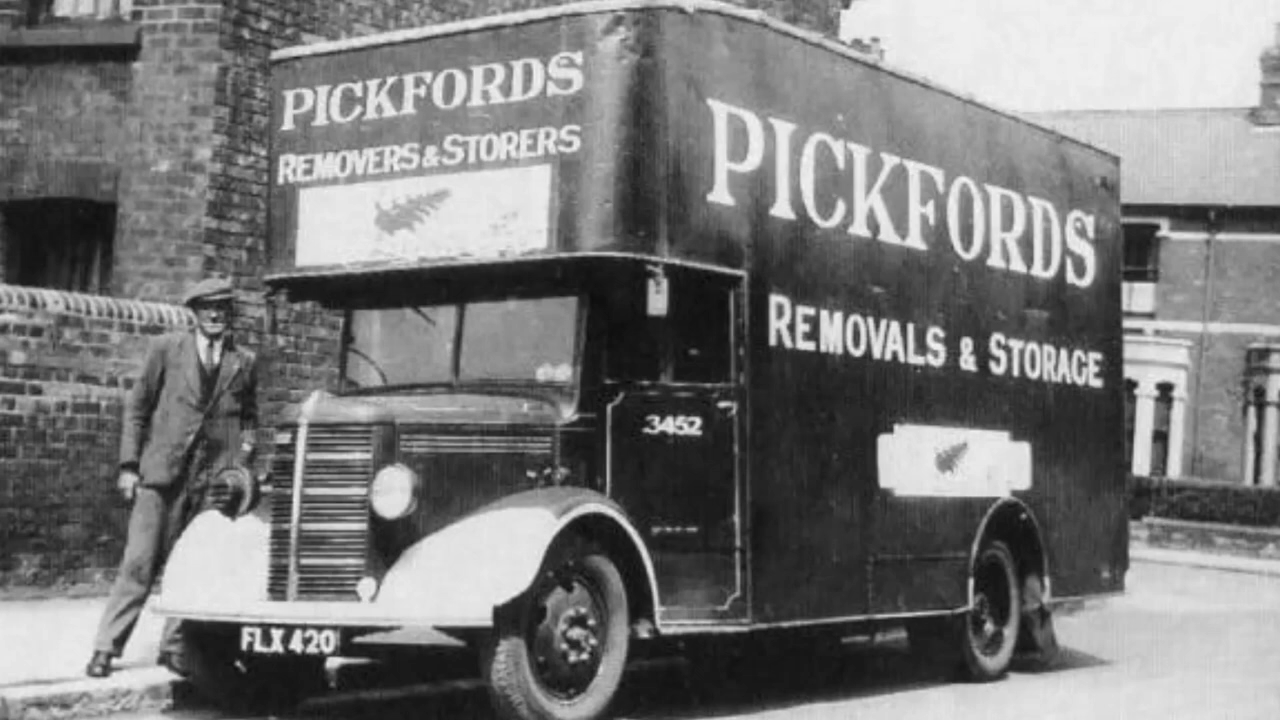 PICKFORDS
REMOVERS & STORERS
PICKFORDS
REMOVALS & STORAGE
3452
FLX 420